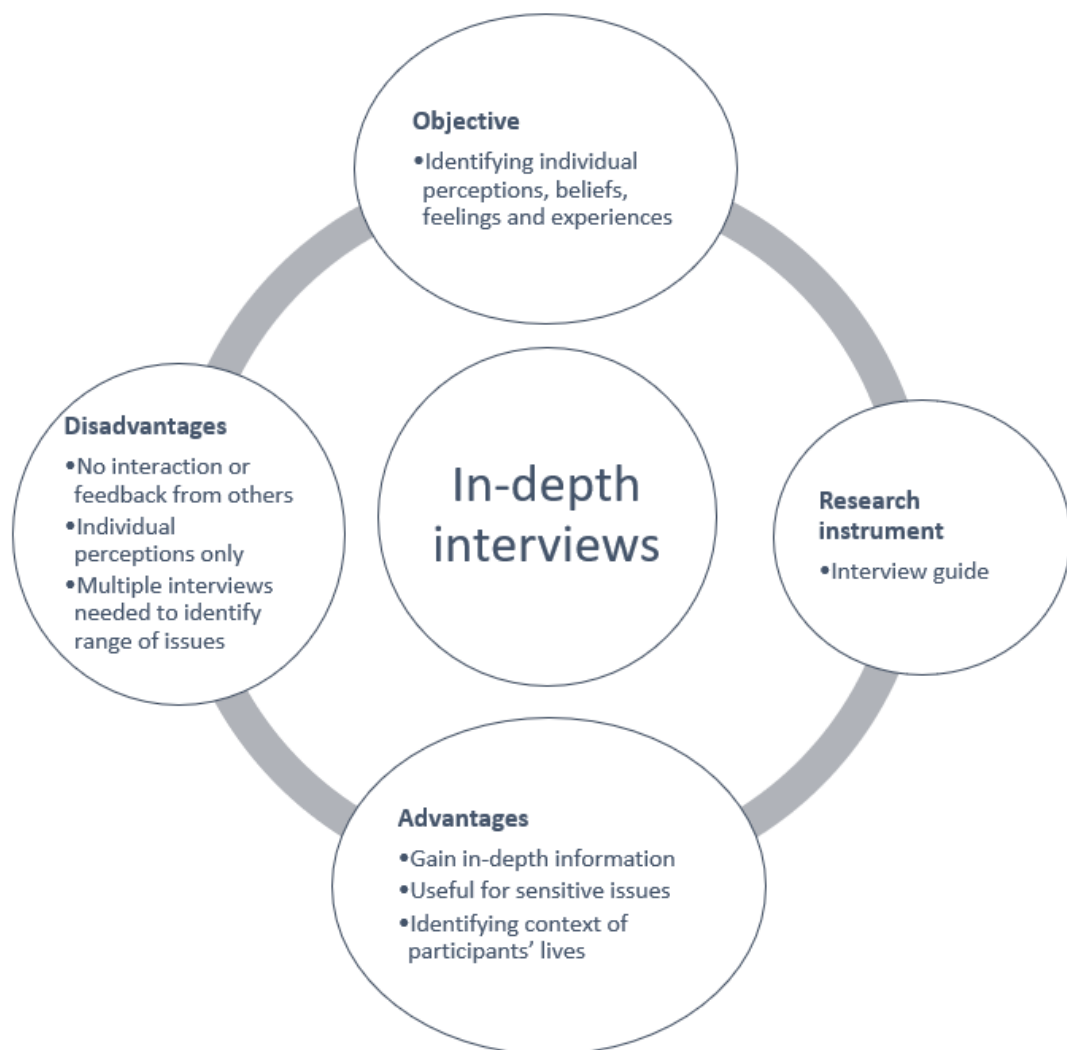 Objective
•Identifying individual
perceptions, beliefs,
feelings and experiences
In-depth
interviews
Research
instrument
•Interview guide
Advantages
•Gain in-depth information
•Useful for sensitive issues
•Identifying context of
participants’ lives
Disadvantages
•No interaction or
feedback from others
•Individual
perceptions only
•Multiple interviews
needed to identify
range of issues